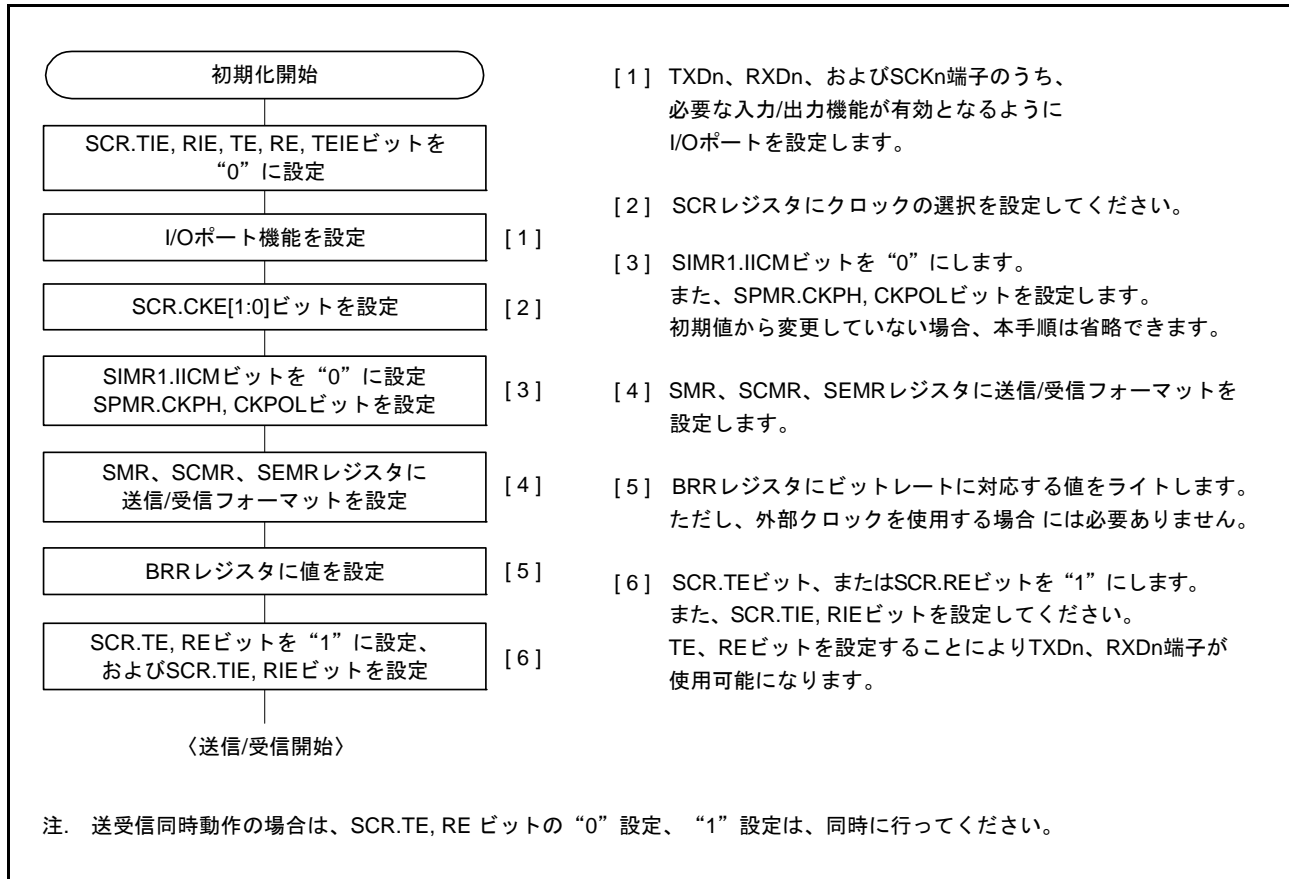 初期化開始
SCR.TIE, RIE, TE, RE, TEIEビットを
“0”に設定
I/Oポート機能を設定
[ 1 ]
SCR.CKE[1:0]ビットを設定
[ 2 ]
SIMR1.IICMビットを“0”に設定
SPMR.CKPH, CKPOLビットを設定
[ 3 ]
SMR、SCMR、SEMRレジスタに
送信/受信フォーマットを設定
[ 4 ]
BRRレジスタに値を設定
[ 5 ]
SCR.TE, REビットを“1”に設定、
およびSCR.TIE, RIEビットを設定
[ 6 ]
〈送信/受信開始〉
[ 1 ] TXDn、RXDn、およびSCKn端子のうち、
必要な入力/出力機能が有効となるように
I/Oポートを設定します。
[ 2 ] SCRレジスタにクロックの選択を設定してください。
[ 3 ] SIMR1.IICMビットを“0”にします。
また、SPMR.CKPH, CKPOLビットを設定します。
初期値から変更していない場合、本手順は省略できます。
[ 4 ] SMR、SCMR、SEMRレジスタに送信/受信フォーマットを
設定します。
[ 5 ] BRRレジスタにビットレートに対応する値をライトします。
ただし、外部クロックを使用する場合 には必要ありません。
[ 6 ] SCR.TEビット、またはSCR.REビットを“1”にします。
また、SCR.TIE, RIEビットを設定してください。
TE、REビットを設定することによりTXDn、RXDn端子が
使用可能になります。
注. 送受信同時動作の場合は、SCR.TE, RE ビットの“0”設定、“1”設定は、同時に行ってください。